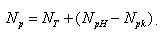 N_p = N_T + (N_{pH} − N_{pk}).